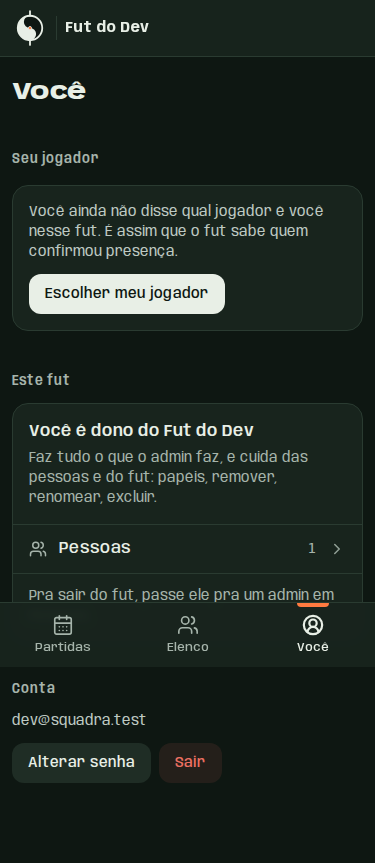 Fut do Dev
Você
Seu jogador
Você ainda não disse qual jogador e você
nesse fut. É assim que o fut sabe quem
confirmou presença.
Escolher meu jogador
Este fut
Você é dono do Fut do Dev
Faz tudo o que o admin faz, e cuida das
pessoas e do fut: papeis, remover,
renomear, excluir.
Pessoas 1
Pra sair do fut, passe ele pra um admin em
Partidas Elenco Você
Conta
dev@squadra.test
Alterar senha Sair